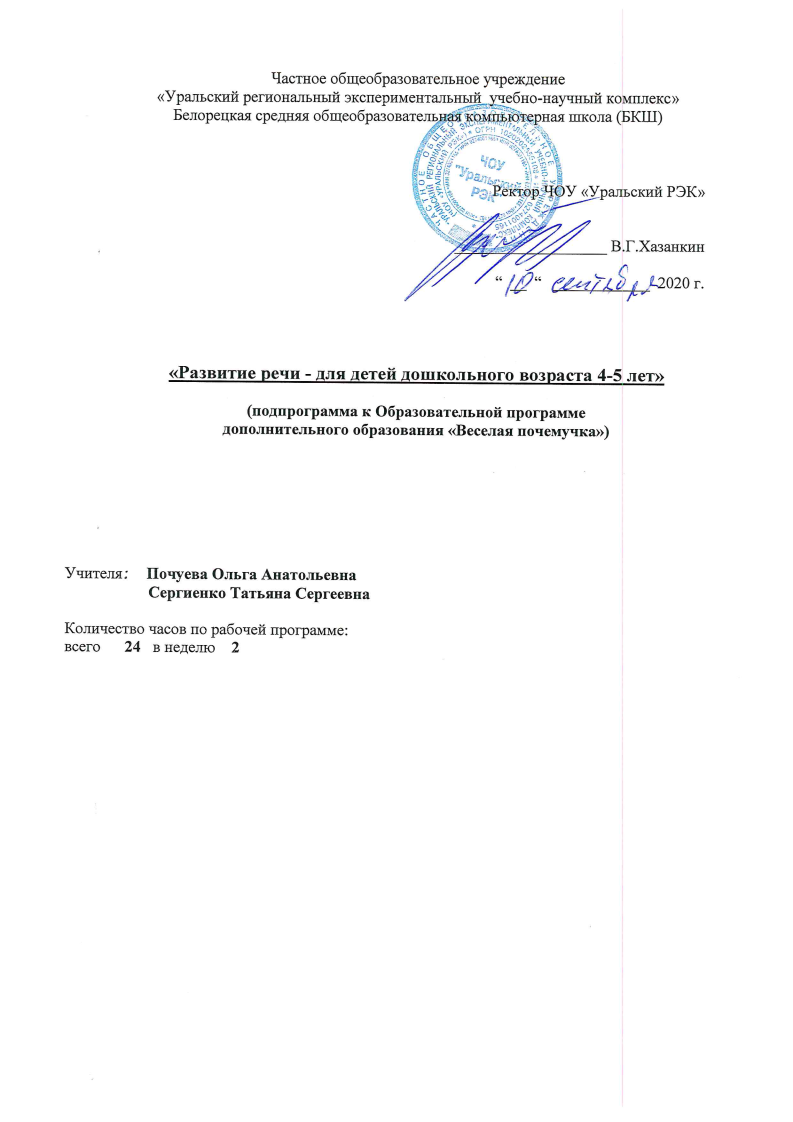 Частное общеобразовательное учреждение
«Уральский региональный экспериментальный учебно-научный комплекс»
Белорецкая средняя общеобразовательная компьютерная школа (БКШ)
ЧОУ
"Уральский
РЭК"
Ректор ЧОУ «Уральский РЭК»
В.Г.Хазанкин
“ 10 “ сентября 2020 г.
«Развитие речи - для детей дошкольного возраста 4-5 лет»
(подпрограмма к Образовательной программе
дополнительного образования «Веселая почемучка»)
Учителя: Почуева Ольга Анатольевна
Сергиенко Татьяна Сергеевна
Количество часов по рабочей программе:
всего 24 в неделю 2